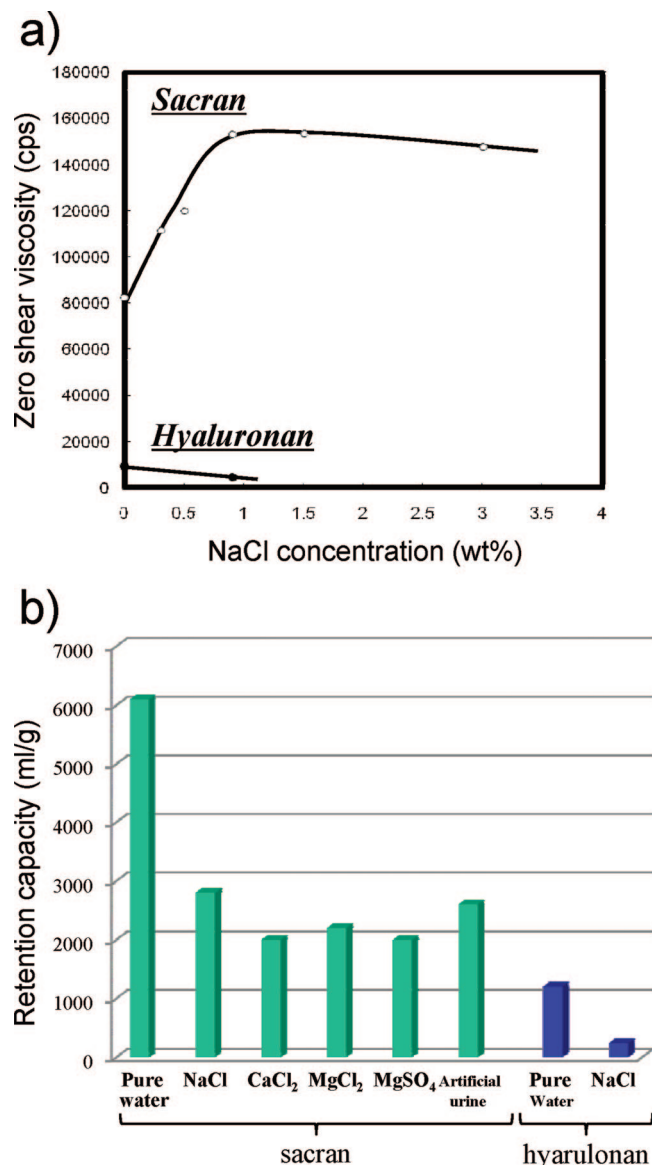 a)
180000
160000
140000
120000
100000
80000
60000
40000
20000
0
Zero shear viscosity (cps)
Sacran
Hyaluronan
0 0.5 1 1.5 2 2.5 3 3.5 4
NaCl concentration (wt%)
b)
7000
6000
5000
4000
3000
2000
1000
0
Retention capacity (ml/g)
Pure NaCl CaCl₂ MgCl₂ MgSO₄ Artificial Pure NaCl
water urine Water
sacran hyarulonan